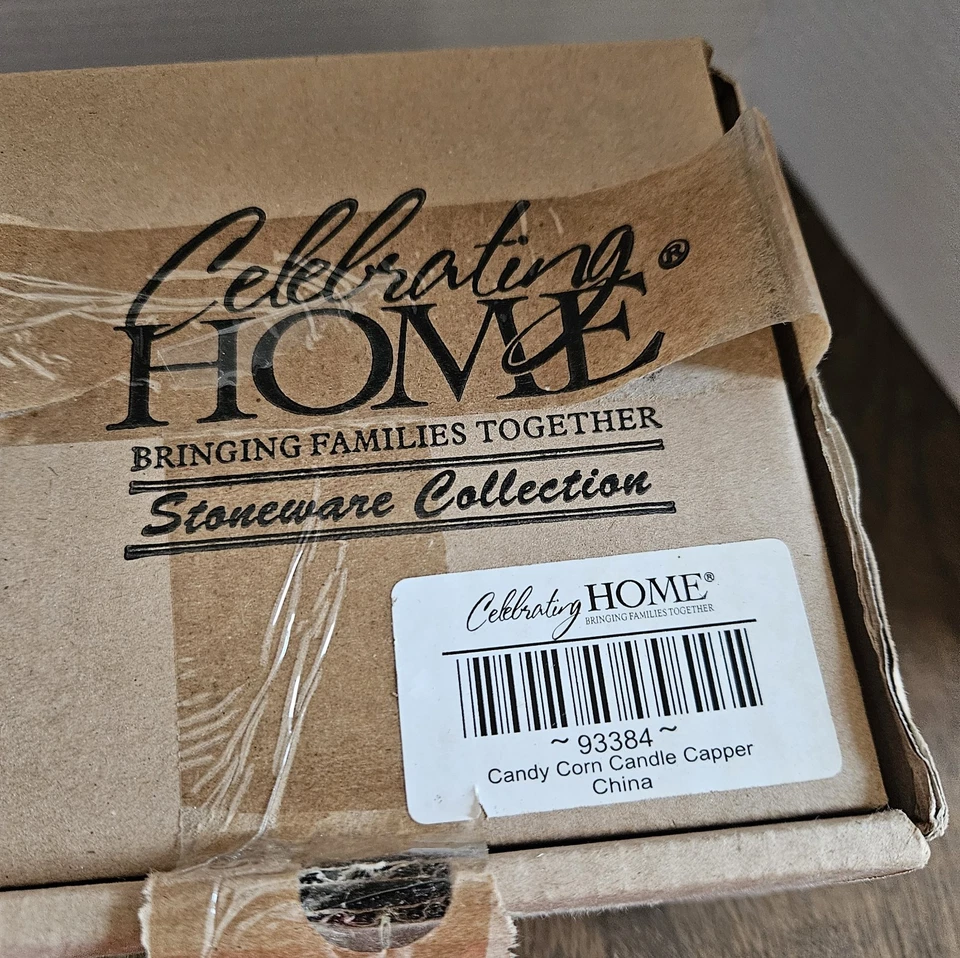 Celebrating ®
HOME
BRINGING FAMILIES TOGETHER
Stoneware Collection
Celebrating HOME®
BRINGING FAMILIES TOGETHER
~ 93384 ~
Candy Corn Candle Capper
China